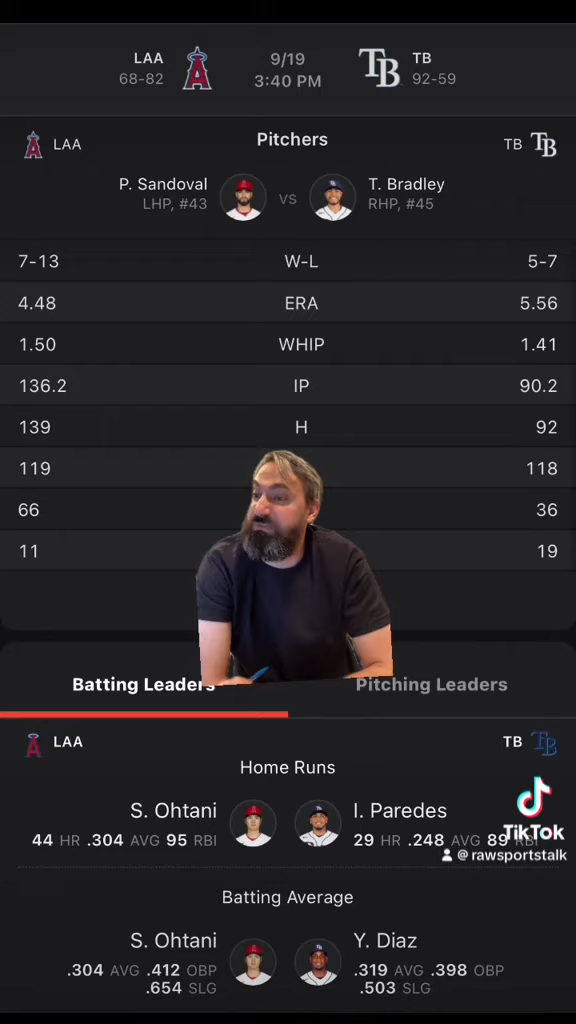 LAA 9/19 TB
68-82 3:40 PM 92-59
LAA Pitchers TB
P. Sandoval vs T. Bradley
LHP, #43 RHP, #45
7-13 W-L 5-7
4.48 ERA 5.56
1.50 WHIP 1.41
136.2 IP 90.2
139 H 92
119 118
66 36
11 19
Batting Leaders Pitching Leaders
LAA TB
Home Runs
S. Ohtani I. Paredes
44 HR .304 AVG 95 RBI 29 HR .248 AVG 89 RBI
TikTok
@rawsportstalk
Batting Average
S. Ohtani Y. Diaz
.304 AVG .412 OBP .319 AVG .398 OBP
.654 SLG .503 SLG